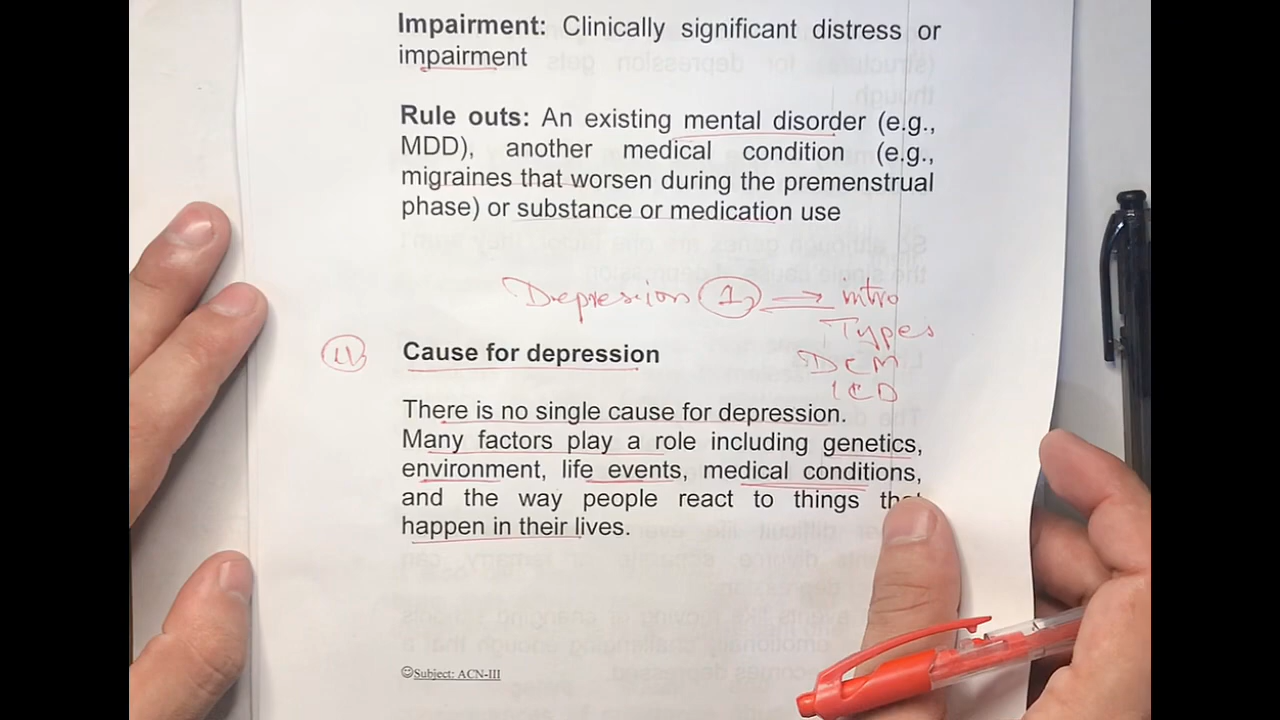 Impairment: Clinically significant distress or
impairment
Rule outs: An existing mental disorder (e.g.,
MDD), another medical condition (e.g.,
migraines that worsen during the premenstrual
phase) or substance or medication use
Depression 1 → intro
Types
DCM
ICD
Cause for depression
There is no single cause for depression.
Many factors play a role including genetics,
environment, life events, medical conditions,
and the way people react to things that
happen in their lives.
☺Subject: ACN-III